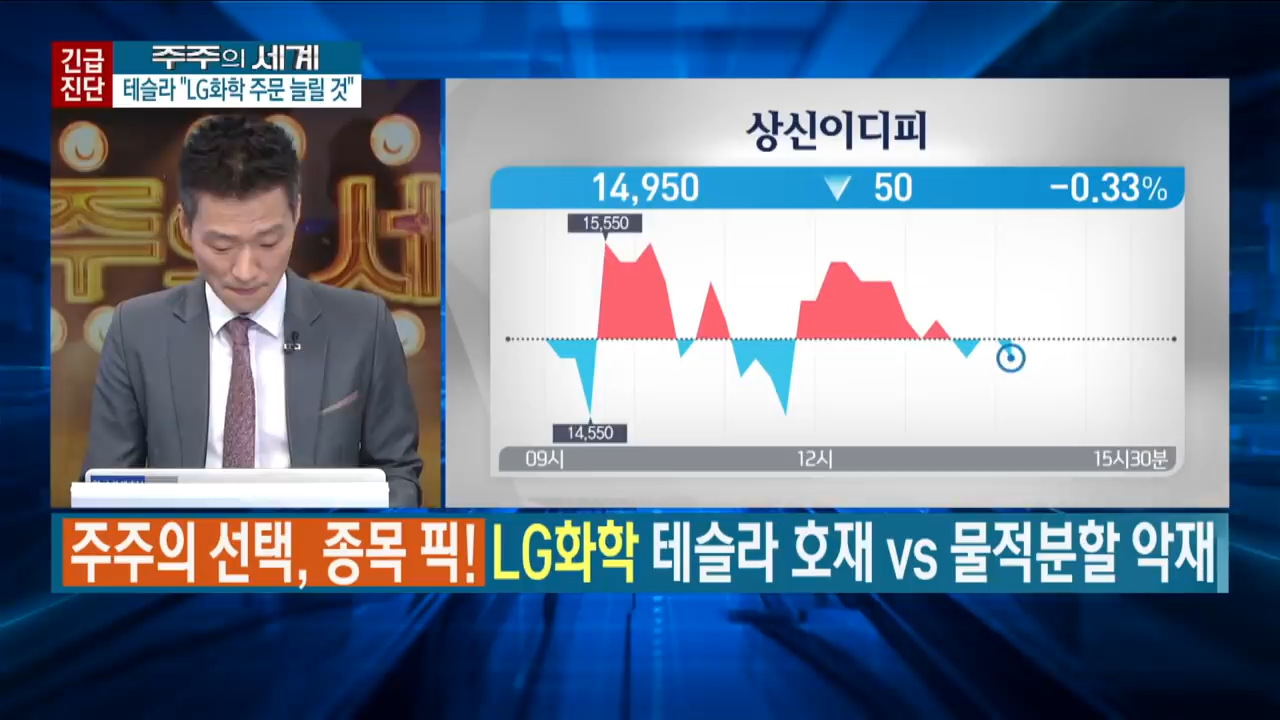 긴급
진단
주주의 세계
테슬라 "LG화학 주문 늘릴 것"
주의 세
상신이디피
14,950 ▼ 50 -0.33%
15,550
14,550
09시 12시 15시30분
주주의 선택, 종목 픽! LG화학 테슬라 호재 vs 물적분할 악재